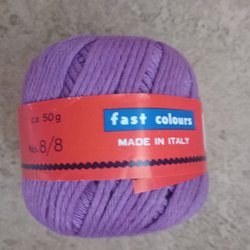 ca. 50 g
fast colours
No. 8/8
MADE IN ITALY